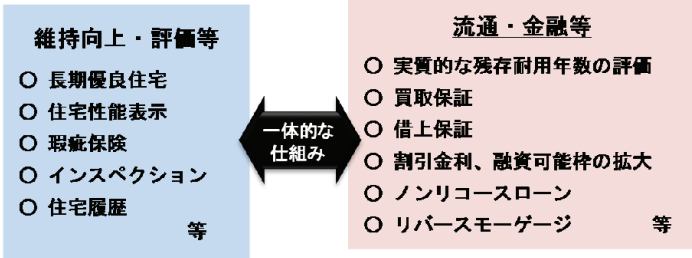 維持向上・評価等
〇 長期優良住宅
〇 住宅性能表示
〇 瑕疵保険
〇 インスペクション
〇 住宅履歴
等
一体的な
仕組み
流通・金融等
〇 実質的な残存耐用年数の評価
〇 買取保証
〇 借上保証
〇 割引金利、融資可能枠の拡大
〇 ノンリコースローン
〇 リバースモーゲージ 等